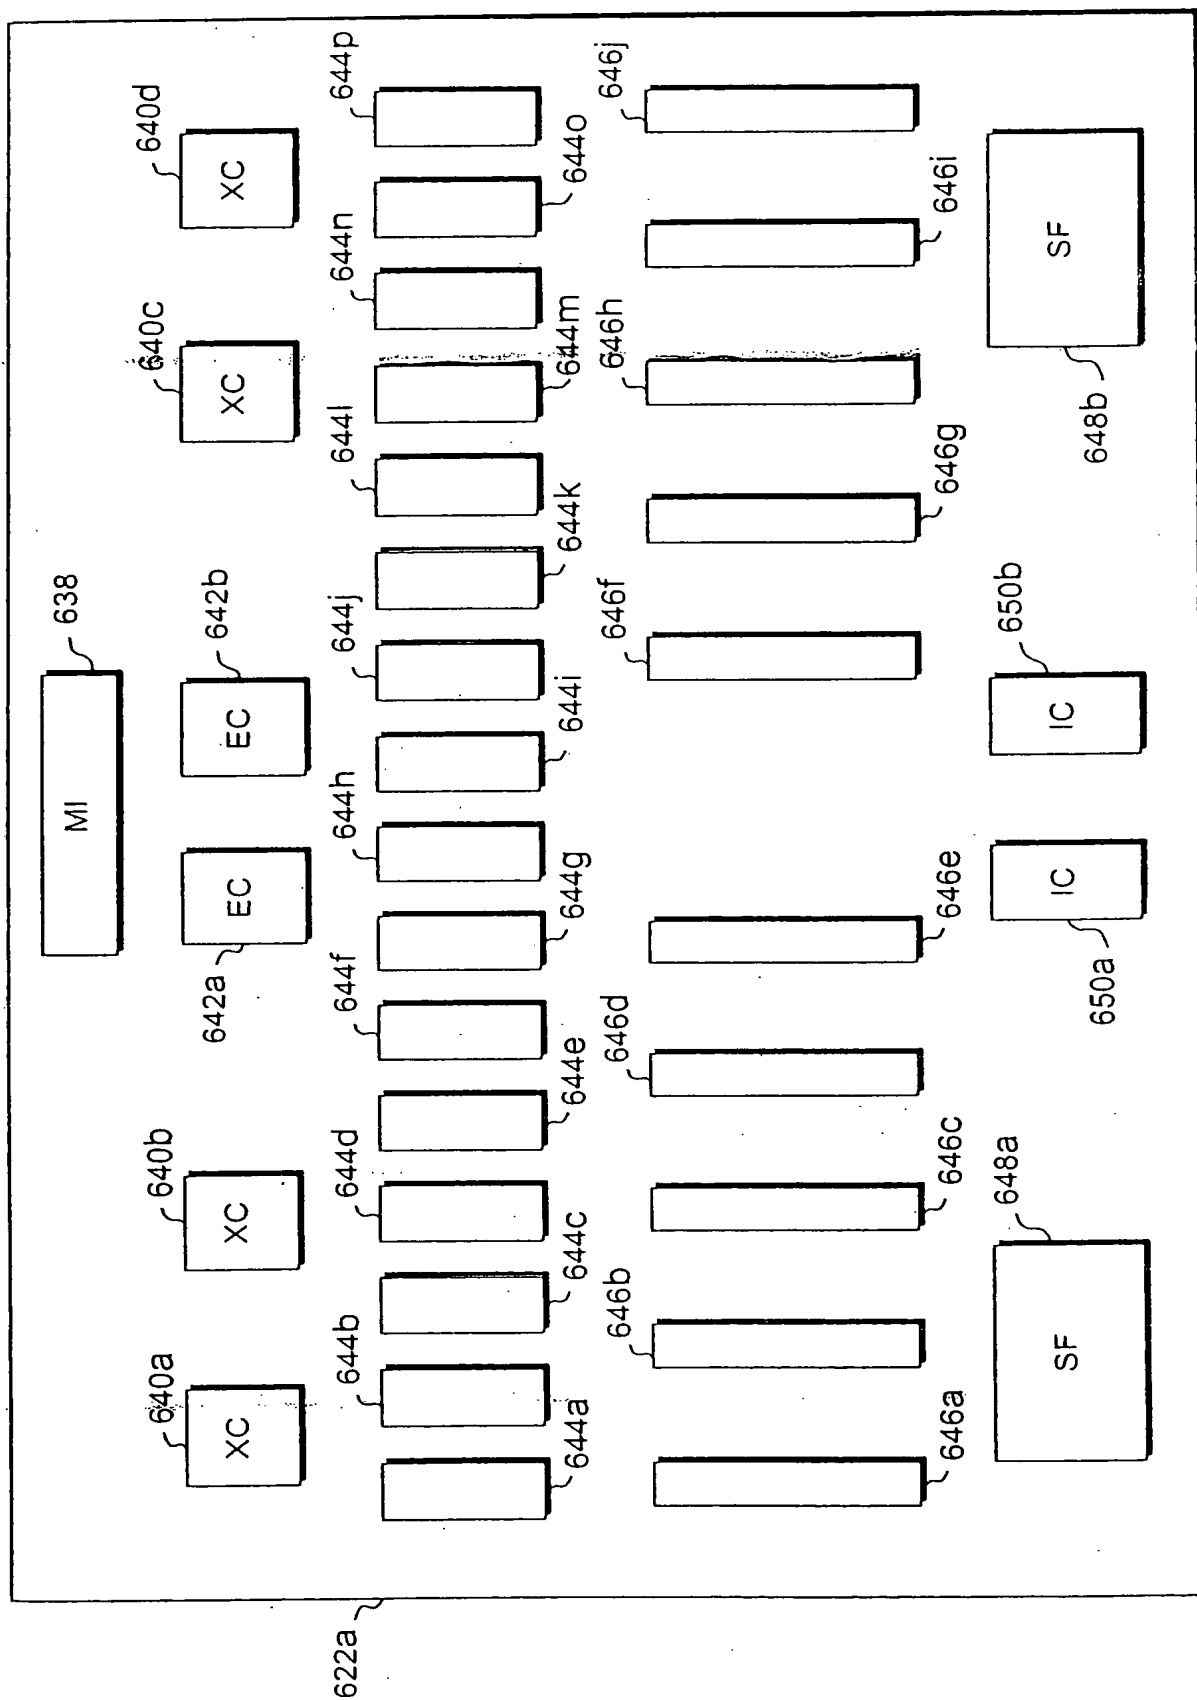 MI 638
640a 640b 640c 640d
642a 642b
XC XC EC EC XC XC
622a
644b 644d 644f 644h 644j 644l 644n 644p
644a 644c 644e 644g 644i 644k 644m 644o
646b 646d 646f 646h 646j
646a 646c 646e 646g 646i
648a 650b
SF IC IC SF
650a 648b